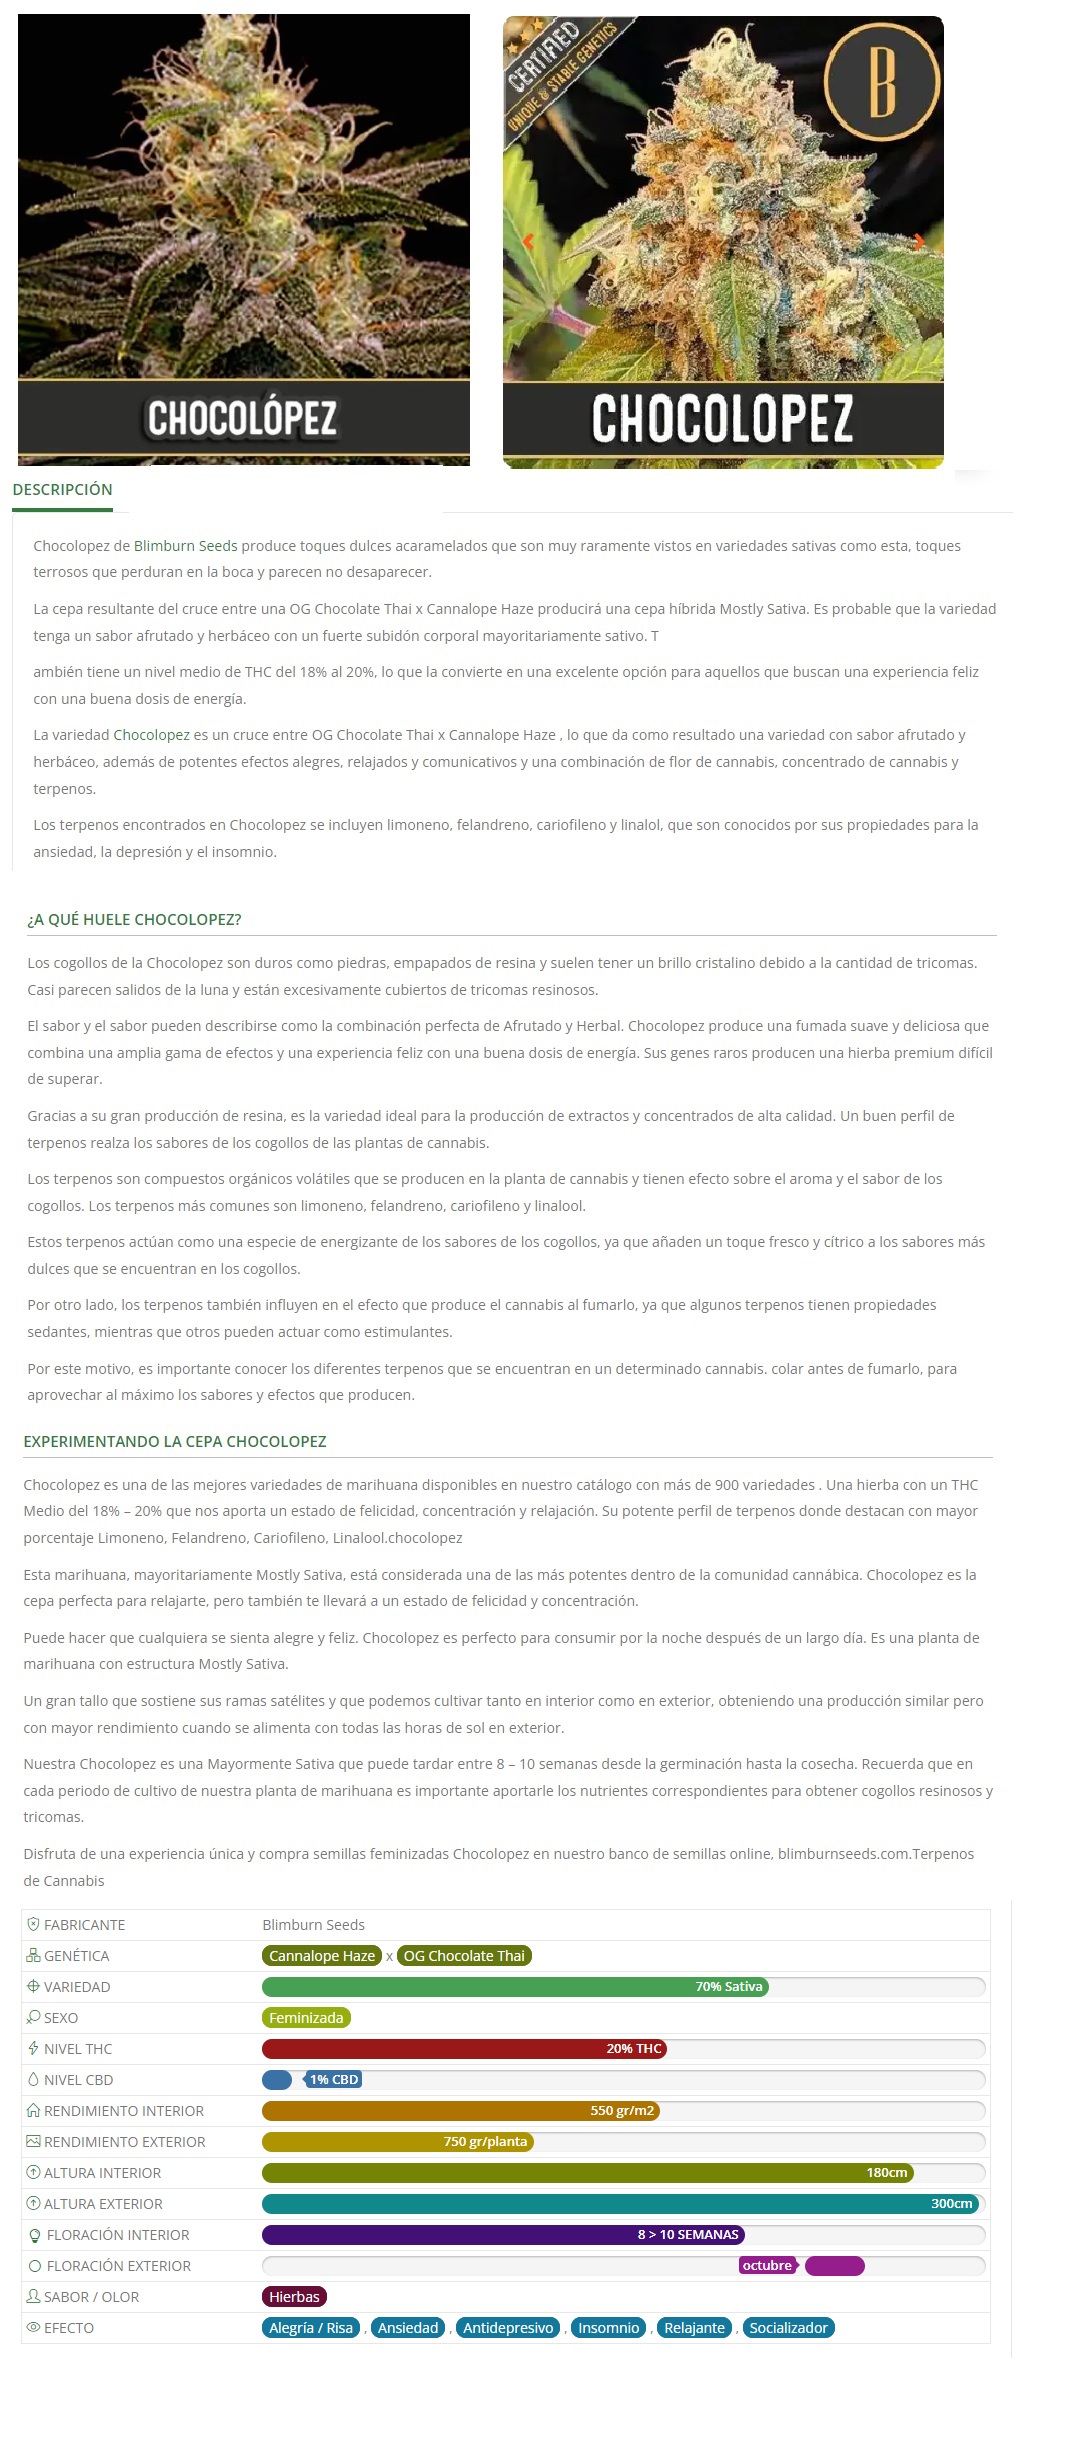 CERTIFIED
UNIQUE & STABLE GENETICS
B
CHOCOLÓPEZ
CHOCOLOPEZ
DESCRIPCIÓN
Chocolopez de Blimburn Seeds produce toques dulces acaramelados que son muy raramente vistos en variedades sativas como esta, toques
terrosos que perduran en la boca y parecen no desaparecer.
La cepa resultante del cruce entre una OG Chocolate Thai x Cannalope Haze producirá una cepa híbrida Mostly Sativa. Es probable que la variedad
tenga un sabor afrutado y herbáceo con un fuerte subidón corporal mayoritariamente sativo. T
ambién tiene un nivel medio de THC del 18% al 20%, lo que la convierte en una excelente opción para aquellos que buscan una experiencia feliz
con una buena dosis de energía.
La variedad Chocolopez es un cruce entre OG Chocolate Thai x Cannalope Haze , lo que da como resultado una variedad con sabor afrutado y
herbáceo, además de potentes efectos alegres, relajados y comunicativos y una combinación de flor de cannabis, concentrado de cannabis y
terpenos.
Los terpenos encontrados en Chocolopez se incluyen limoneno, felandreno, cariofileno y linalol, que son conocidos por sus propiedades para la
ansiedad, la depresión y el insomnio.
¿A QUÉ HUELE CHOCOLOPEZ?
Los cogollos de la Chocolopez son duros como piedras, empapados de resina y suelen tener un brillo cristalino debido a la cantidad de tricomas.
Casi parecen salidos de la luna y están excesivamente cubiertos de tricomas resinosos.
El sabor y el sabor pueden describirse como la combinación perfecta de Afrutado y Herbal. Chocolopez produce una fumada suave y deliciosa que
combina una amplia gama de efectos y una experiencia feliz con una buena dosis de energía. Sus genes raros producen una hierba premium difícil
de superar.
Gracias a su gran producción de resina, es la variedad ideal para la producción de extractos y concentrados de alta calidad. Un buen perfil de
terpenos realza los sabores de los cogollos de las plantas de cannabis.
Los terpenos son compuestos orgánicos volátiles que se producen en la planta de cannabis y tienen efecto sobre el aroma y el sabor de los
cogollos. Los terpenos más comunes son limoneno, felandreno, cariofileno y linalool.
Estos terpenos actúan como una especie de energizante de los sabores de los cogollos, ya que añaden un toque fresco y cítrico a los sabores más
dulces que se encuentran en los cogollos.
Por otro lado, los terpenos también influyen en el efecto que produce el cannabis al fumarlo, ya que algunos terpenos tienen propiedades
sedantes, mientras que otros pueden actuar como estimulantes.
Por este motivo, es importante conocer los diferentes terpenos que se encuentran en un determinado cannabis. colar antes de fumarlo, para
aprovechar al máximo los sabores y efectos que producen.
EXPERIMENTANDO LA CEPA CHOCOLOPEZ
Chocolopez es una de las mejores variedades de marihuana disponibles en nuestro catálogo con más de 900 variedades . Una hierba con un THC
Medio del 18% – 20% que nos aporta un estado de felicidad, concentración y relajación. Su potente perfil de terpenos donde destacan con mayor
porcentaje Limoneno, Felandreno, Cariofileno, Linalool.chocolopez
Esta marihuana, mayoritariamente Mostly Sativa, está considerada una de las más potentes dentro de la comunidad cannábica. Chocolopez es la
cepa perfecta para relajarte, pero también te llevará a un estado de felicidad y concentración.
Puede hacer que cualquiera se sienta alegre y feliz. Chocolopez es perfecto para consumir por la noche después de un largo día. Es una planta de
marihuana con estructura Mostly Sativa.
Un gran tallo que sostiene sus ramas satélites y que podemos cultivar tanto en interior como en exterior, obteniendo una producción similar pero
con mayor rendimiento cuando se alimenta con todas las horas de sol en exterior.
Nuestra Chocolopez es una Mayormente Sativa que puede tardar entre 8 – 10 semanas desde la germinación hasta la cosecha. Recuerda que en
cada periodo de cultivo de nuestra planta de marihuana es importante aportarle los nutrientes correspondientes para obtener cogollos resinosos y
tricomas.
Disfruta de una experiencia única y compra semillas feminizadas Chocolopez en nuestro banco de semillas online, blimburnseeds.com.Terpenos
de Cannabis
FABRICANTE Blimburn Seeds
GENÉTICA Cannalope Haze x OG Chocolate Thai
VARIEDAD 70% Sativa
SEXO Feminizada
NIVEL THC 20% THC
NIVEL CBD 1% CBD
RENDIMIENTO INTERIOR 550 gr/m2
RENDIMIENTO EXTERIOR 750 gr/planta
ALTURA INTERIOR 180cm
ALTURA EXTERIOR 300cm
FLORACIÓN INTERIOR 8 > 10 SEMANAS
FLORACIÓN EXTERIOR octubre
SABOR / OLOR Hierbas
EFECTO Alegría / Risa , Ansiedad , Antidepresivo , Insomnio , Relajante , Socializador